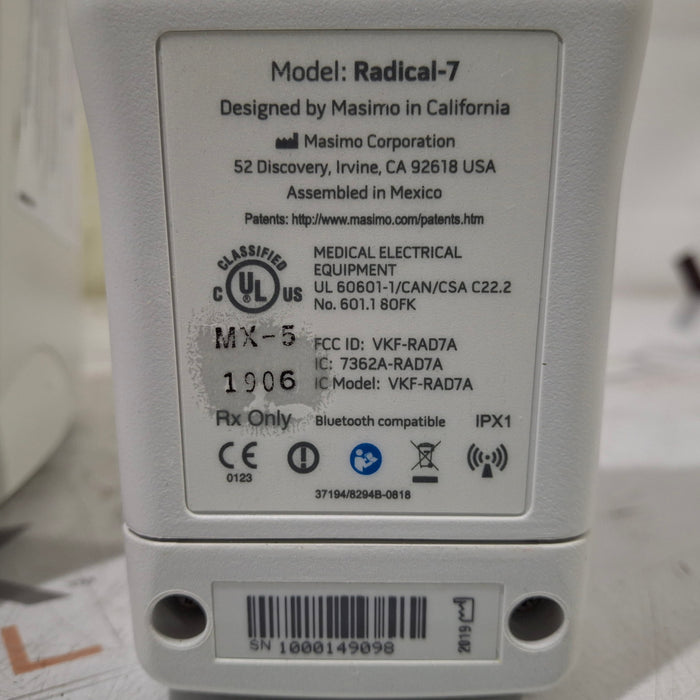 Model: Radical-7
Designed by Masimo in California
Masimo Corporation
52 Discovery, Irvine, CA 92618 USA
Assembled in Mexico
Patents: http://www.masimo.com/patents.htm
CLASSIFIED
C UL US
®
MEDICAL ELECTRICAL
EQUIPMENT
UL 60601-1/CAN/CSA C22.2
No. 601.1 80FK
MX-5
1906
FCC ID: VKF-RAD7A
IC: 7362A-RAD7A
IC Model: VKF-RAD7A
Rx Only
Bluetooth compatible
IPX1
CE
0123
37194/8294B-0818
SN 1000149098
2019